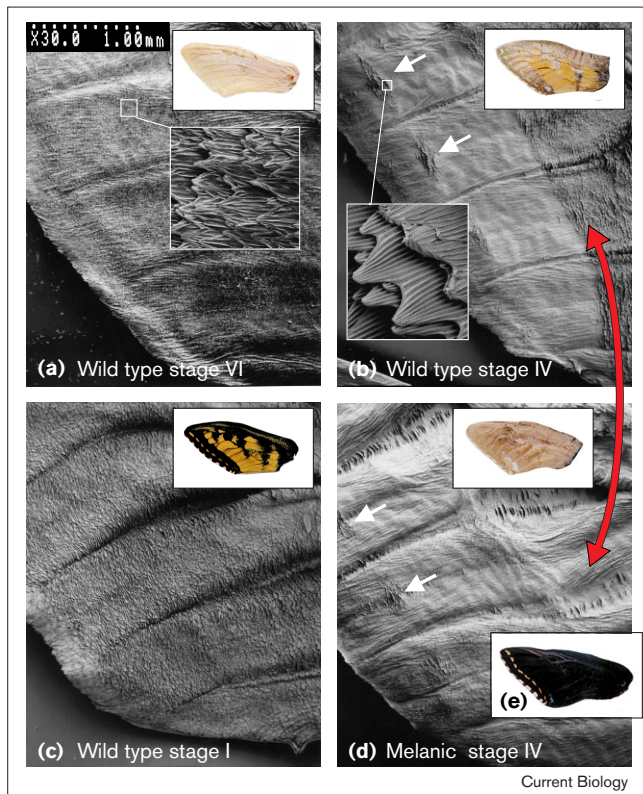 X30.0 1.00mm
(a) Wild type stage VI
(b) Wild type stage IV
(c) Wild type stage I
(d) Melanic stage IV
(e)
Current Biology